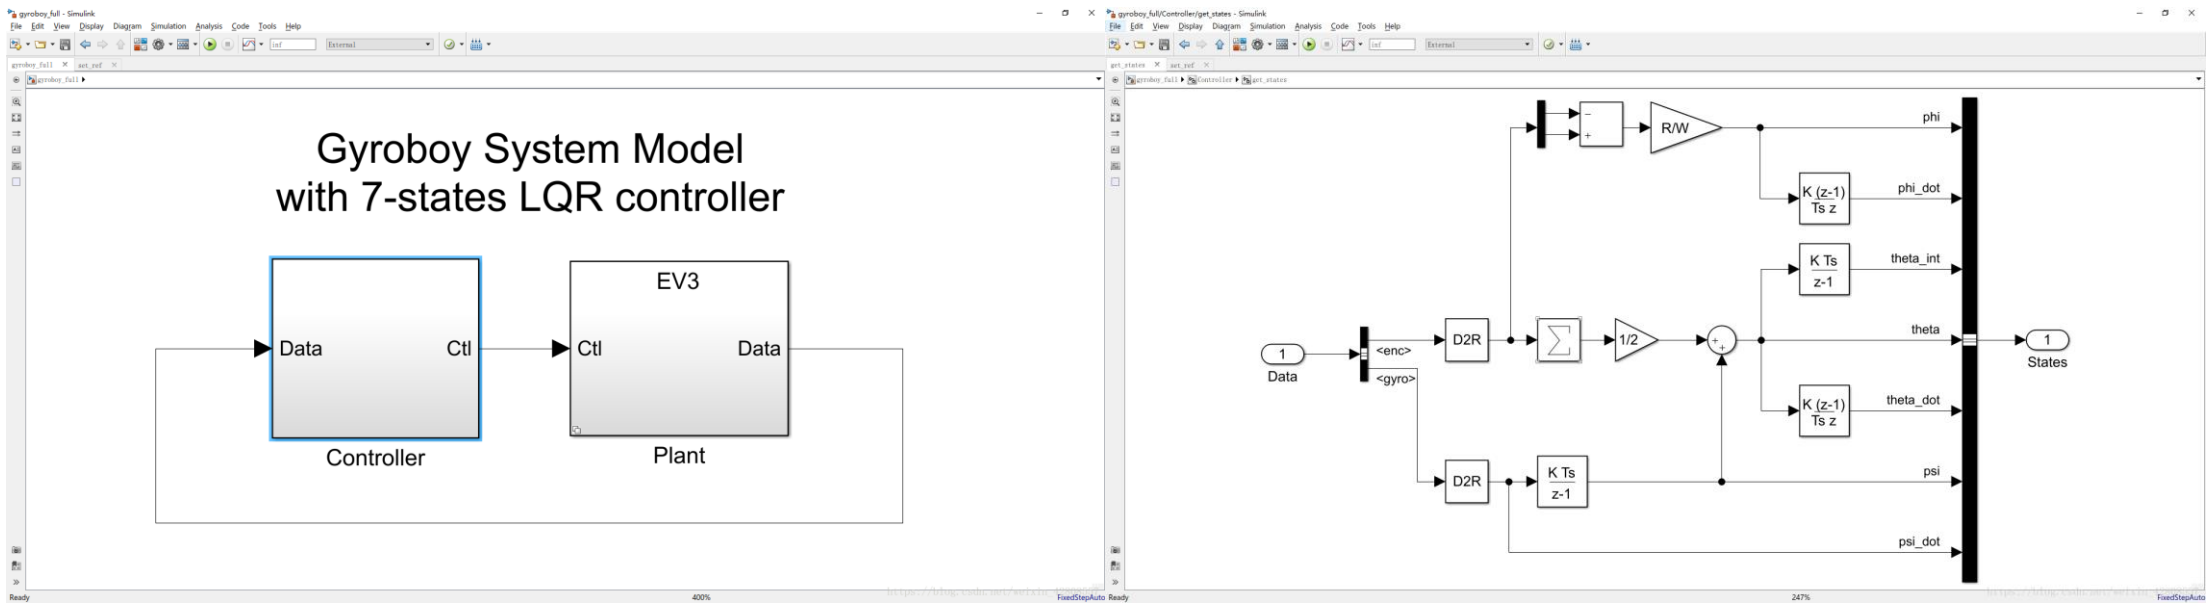 gyroboy_full - Simulink
File Edit View Display Diagram Simulation Analysis Code Tools Help
inf External
gyroboy_full set_ref
gyroboy_full
Gyroboy System Model
with 7-states LQR controller
Data Ctl
EV3
Ctl Data
Controller
Plant
Ready 400% FixedStepAuto
gyroboy_full/Controller/get_states - Simulink
File Edit View Display Diagram Simulation Analysis Code Tools Help
inf External
get_states set_ref
gyroboy_full Controller get_states
phi
− +
R/W
phi_dot
K (z-1)
Ts z
theta_int
K Ts
z-1
theta
1
Data
<enc>
<gyro>
D2R
Σ
1/2
+ +
1
States
theta_dot
K (z-1)
Ts z
psi
D2R
K Ts
z-1
psi_dot
Ready 247% FixedStepAuto